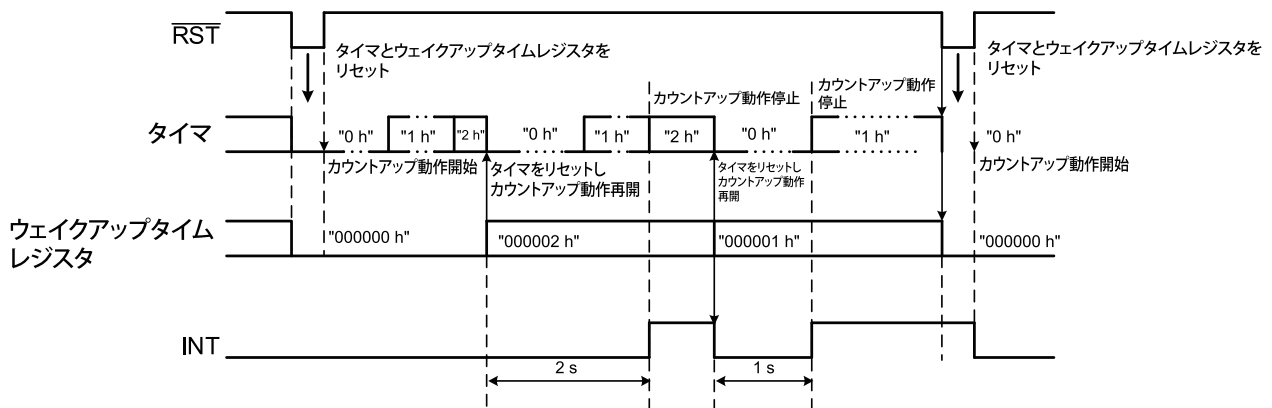 RST
タイマとウェイクアップタイムレジスタを
リセット
タイマとウェイクアップタイムレジスタを
リセット
カウントアップ動作停止
カウントアップ動作
停止
タイマ
"0 h"
"1 h"
"2 h"
"0 h"
"1 h"
"2 h"
"0 h"
"1 h"
"0 h"
カウントアップ動作開始
タイマをリセットし
カウントアップ動作再開
タイマをリセットし
カウントアップ動作
再開
カウントアップ動作開始
ウェイクアップタイム
レジスタ
"000000 h"
"000002 h"
"000001 h"
"000000 h"
INT
2 s
1 s